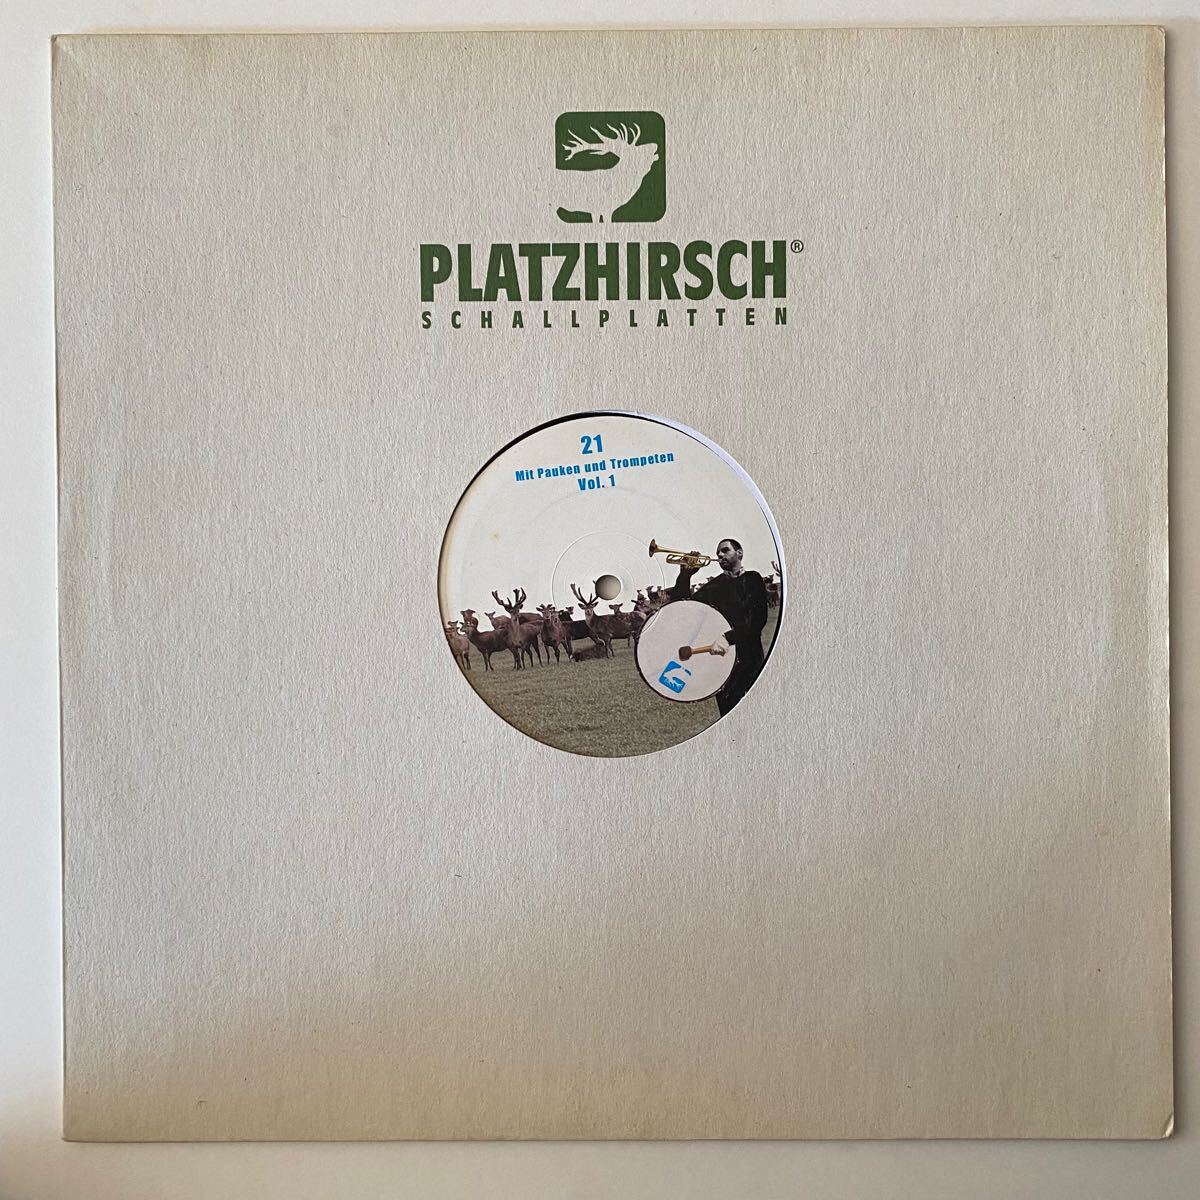 PLATZHIRSCH®
SCHALLPLATTEN
21
Mit Pauken und Trompeten
Vol. 1